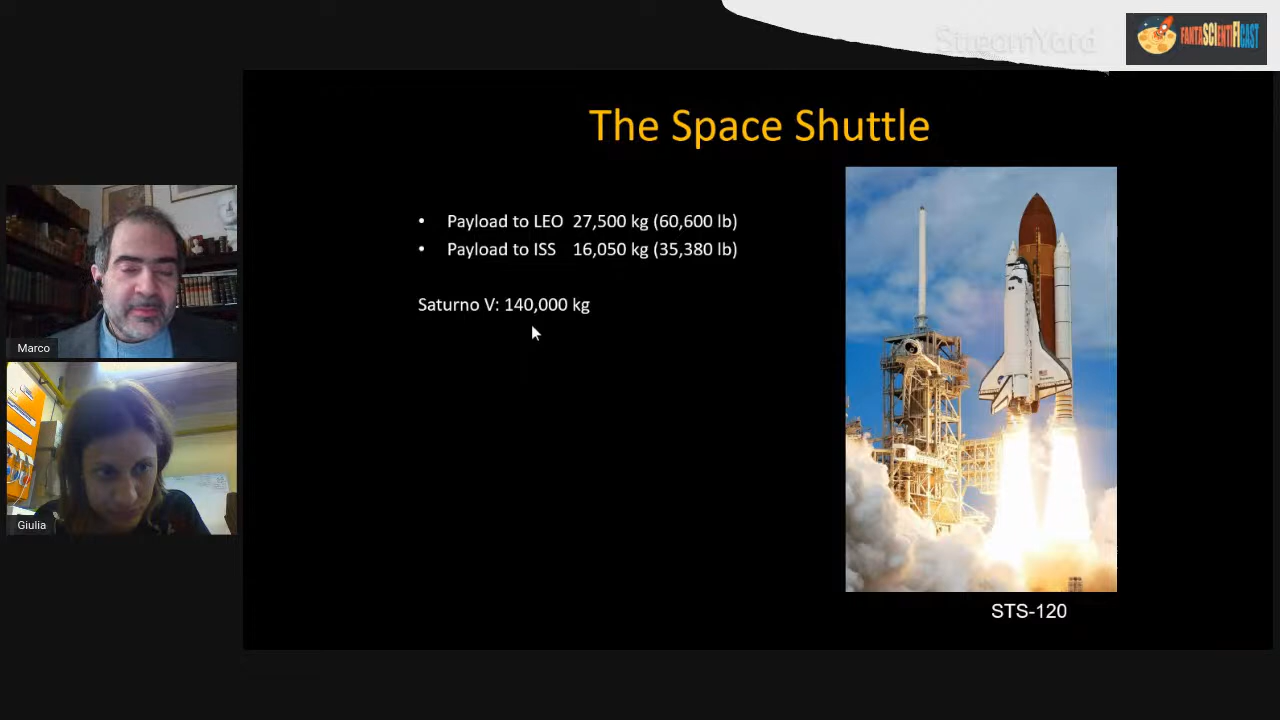 StreamYard
FANTASCIENTIFICAST
The Space Shuttle
• Payload to LEO 27,500 kg (60,600 lb)
• Payload to ISS 16,050 kg (35,380 lb)
Saturno V: 140,000 kg
Marco
Giulia
STS-120